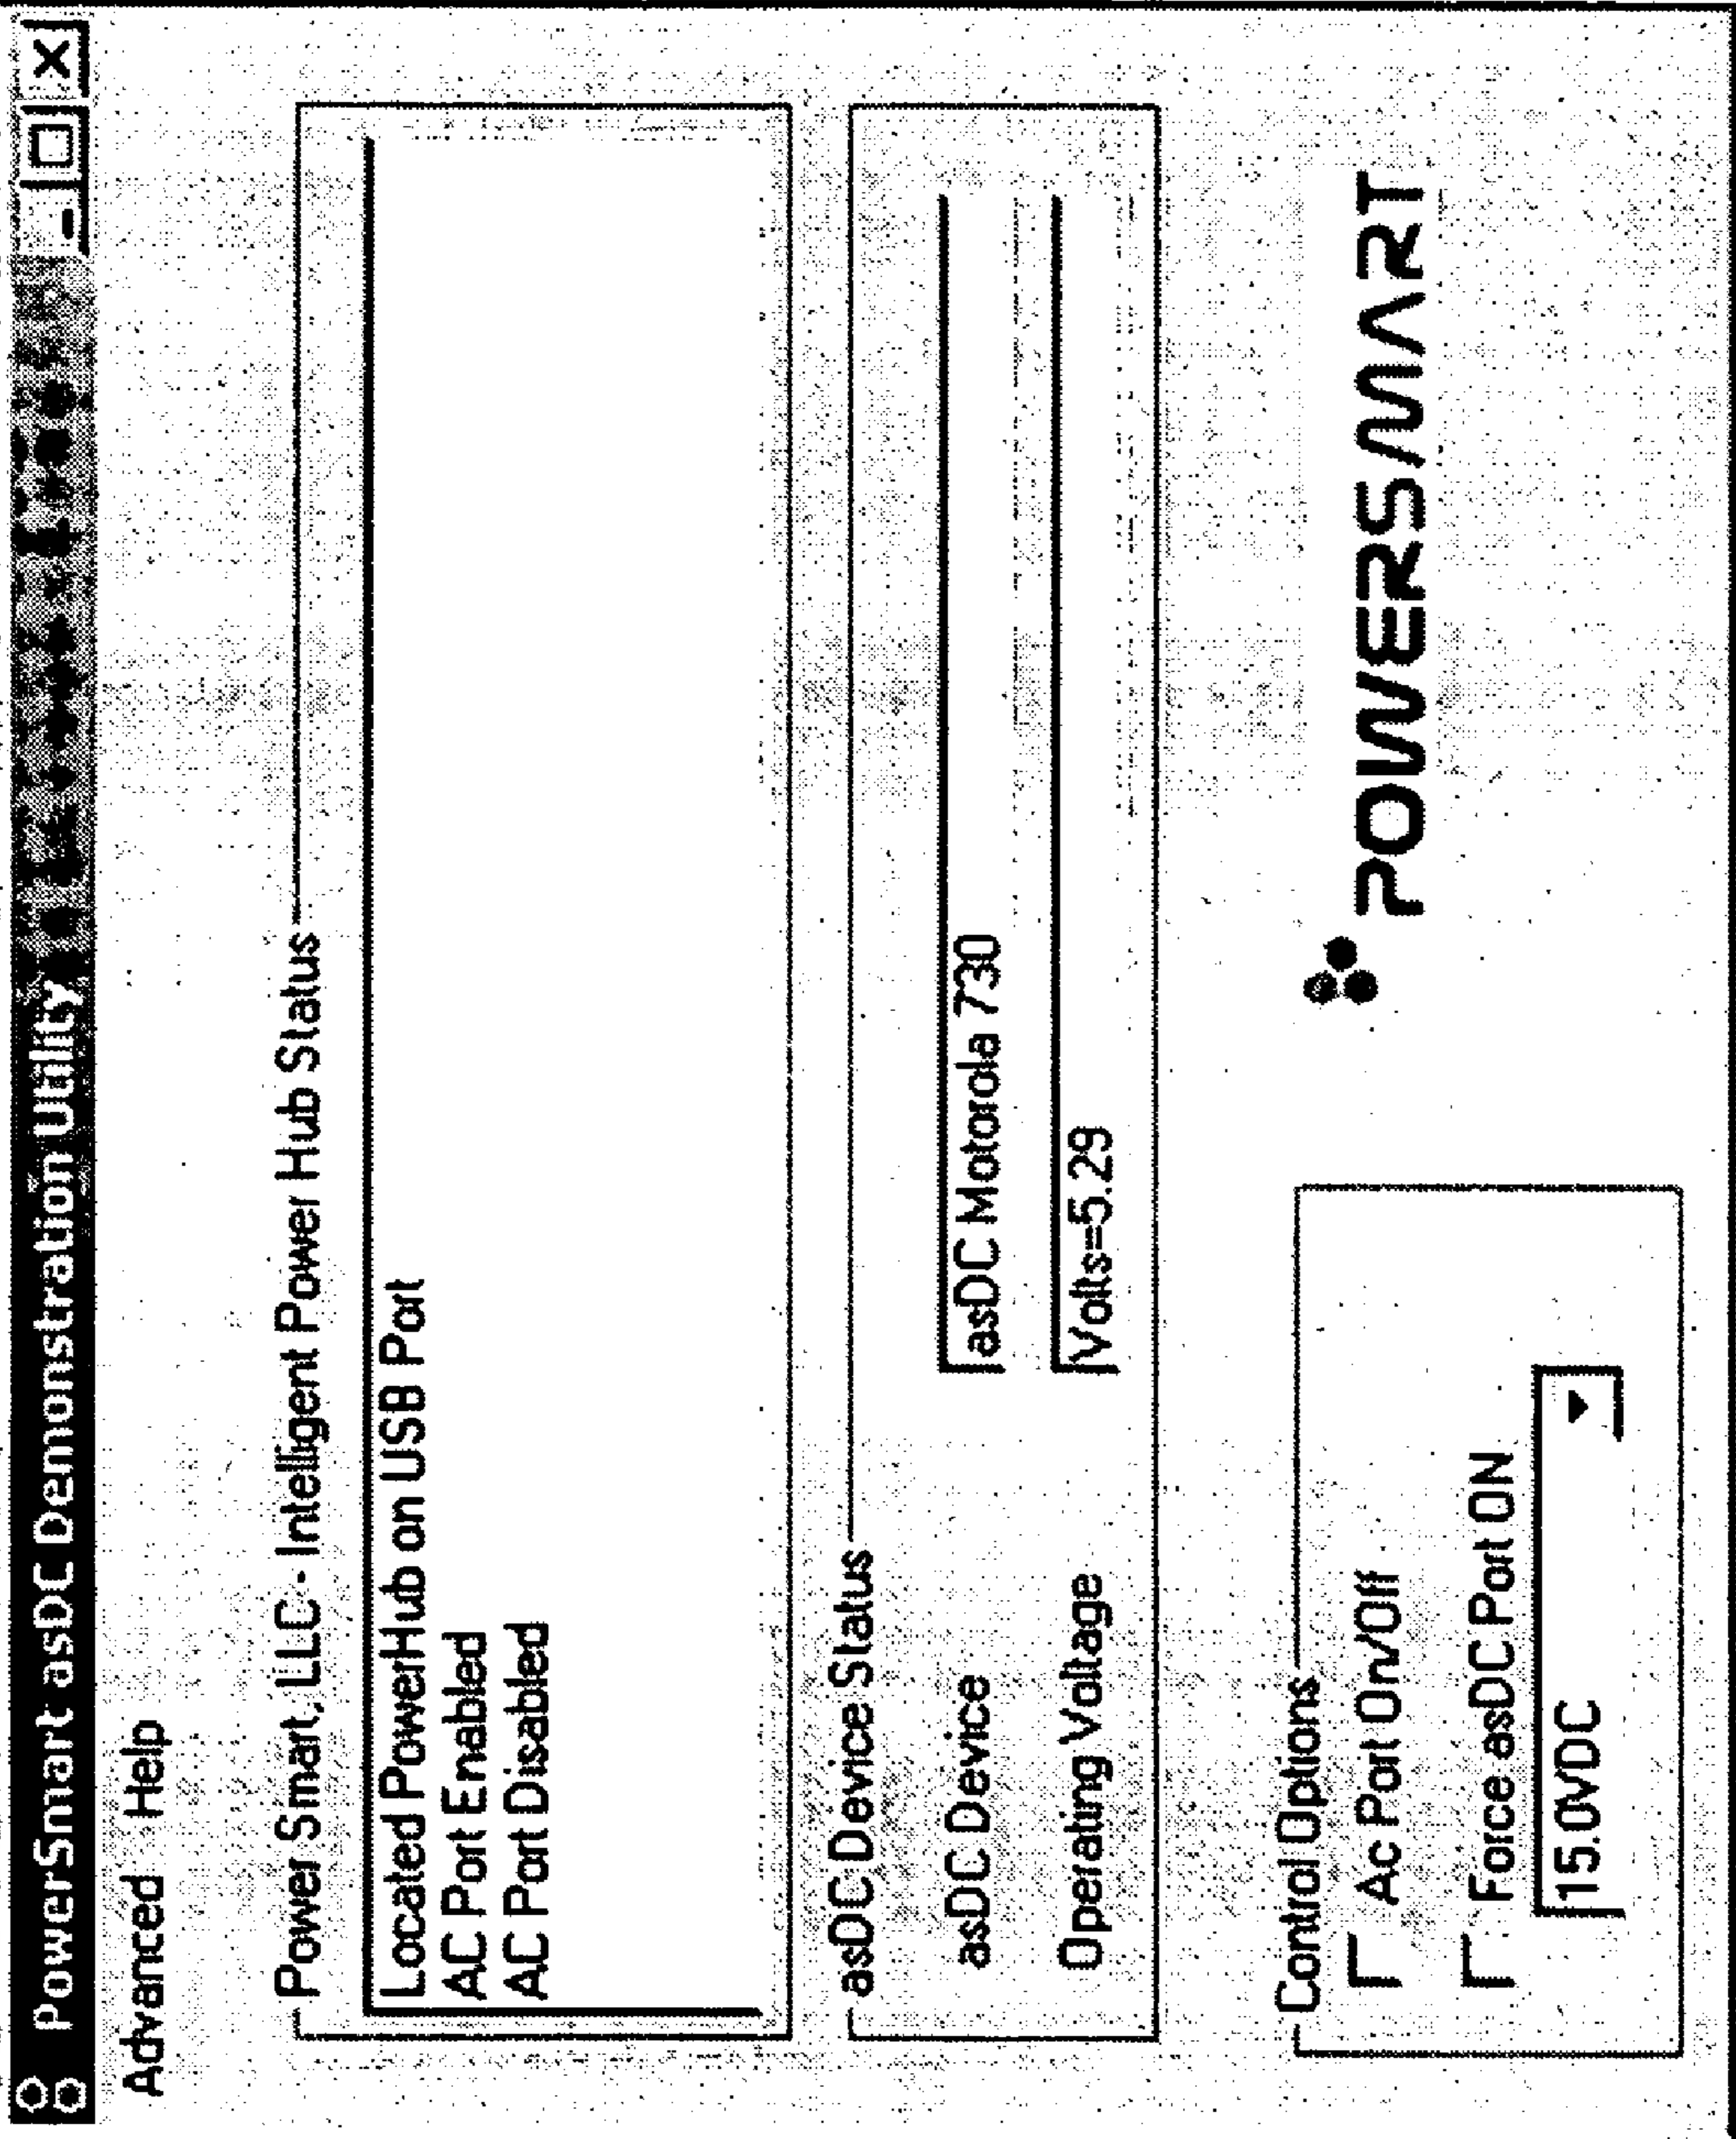 PowerSmart asDC Demonstration Utility
Advanced Help
Power Smart, LLC - Intelligent Power Hub Status
Located PowerHub on USB Port
AC Port Enabled
AC Port Disabled
asDC Device Status
asDC Device
asDC Motorola 730
Operating Voltage
Volts=5.29
Control Options
Ac Port On/Off
Force asDC Port ON
15.0VDC
POWERSMART